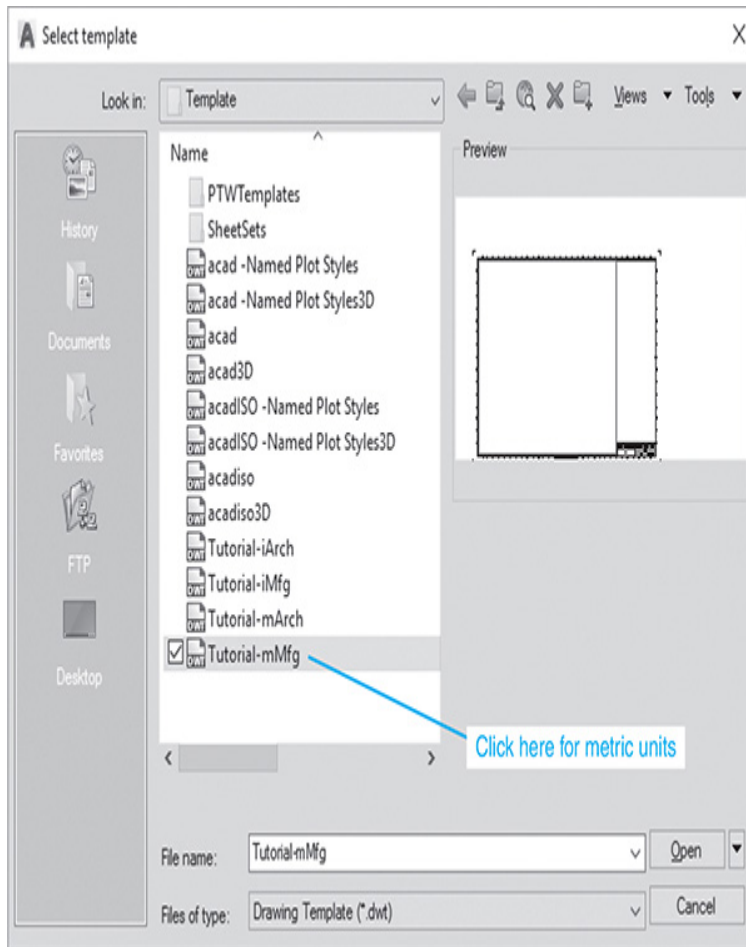 Select template
Look in: Template Views Tools
Name
Preview
History
Documents
Favorites
FTP
Desktop
PTWTemplates
SheetSets
acad -Named Plot Styles
acad -Named Plot Styles3D
acad
acad3D
acadISO -Named Plot Styles
acadISO -Named Plot Styles3D
acadiso
acadiso3D
Tutorial-iArch
Tutorial-iMfg
Tutorial-mArch
Tutorial-mMfg
Click here for metric units
File name: Tutorial-mMfg Open
Files of type: Drawing Template (*.dwt) Cancel